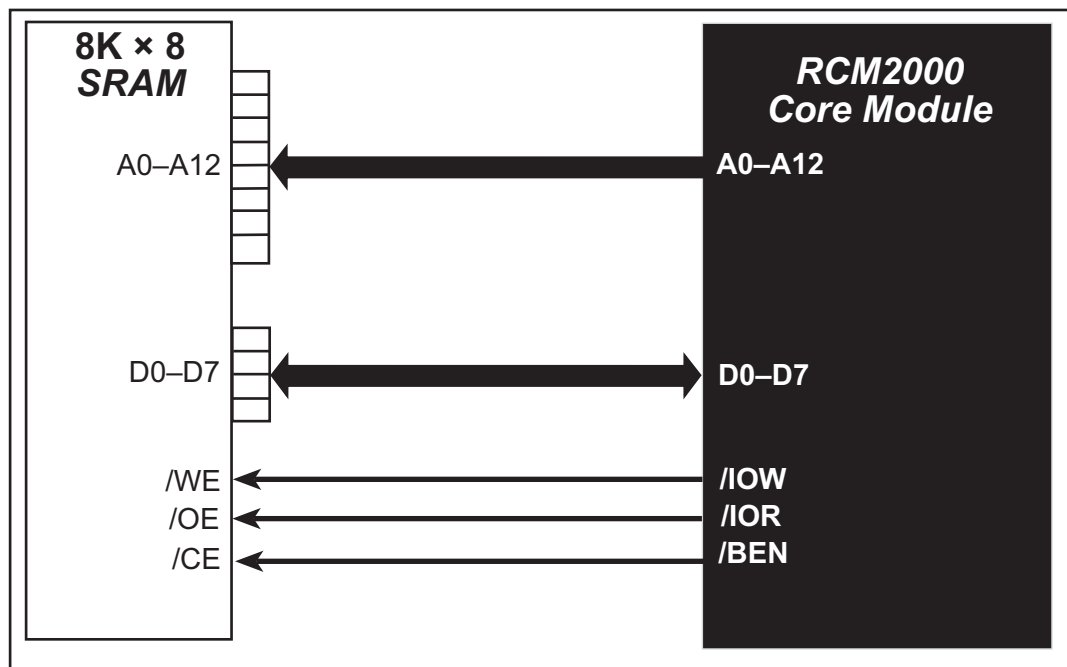 8K × 8
SRAM
A0–A12
D0–D7
/WE
/OE
/CE
RCM2000
Core Module
A0–A12
D0–D7
/IOW
/IOR
/BEN